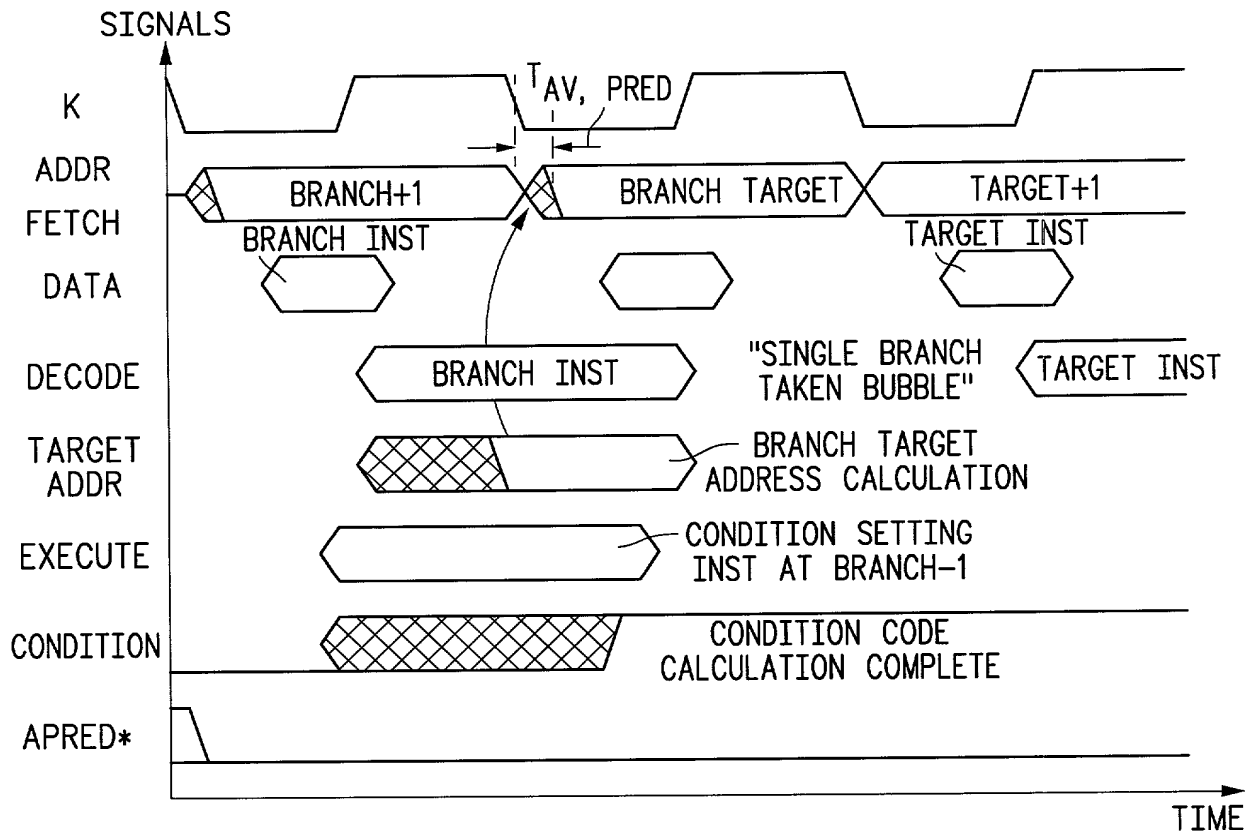 SIGNALS
K
T AV, PRED
ADDR
FETCH
BRANCH+1
BRANCH TARGET
TARGET+1
BRANCH INST
TARGET INST
DATA
DECODE
BRANCH INST
"SINGLE BRANCH
TAKEN BUBBLE"
TARGET INST
TARGET
ADDR
BRANCH TARGET
ADDRESS CALCULATION
EXECUTE
CONDITION SETTING
INST AT BRANCH-1
CONDITION
CONDITION CODE
CALCULATION COMPLETE
APRED*
TIME